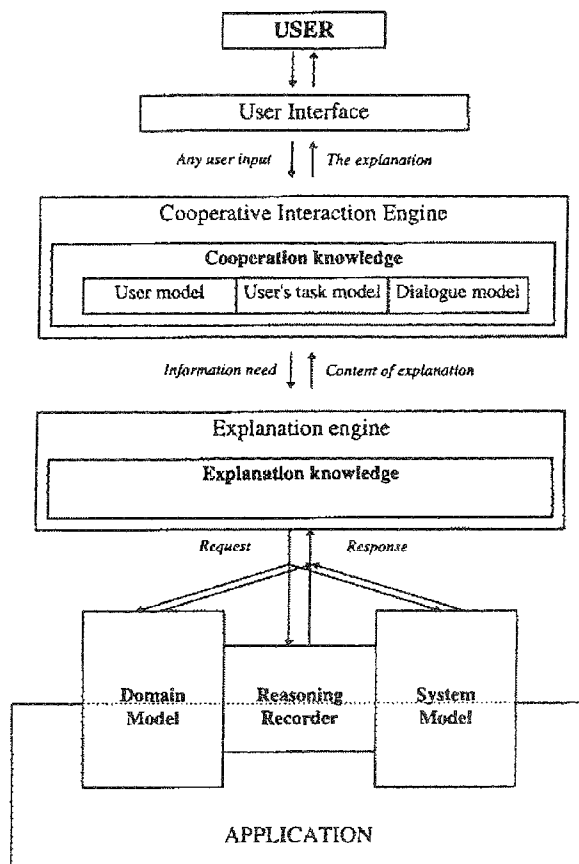 USER
User Interface
Any user input The explanation
Cooperative Interaction Engine
Cooperation knowledge
User model User's task model Dialogue model
Information need Content of explanation
Explanation engine
Explanation knowledge
Request Response
Domain Reasoning System
Model Recorder Model
APPLICATION